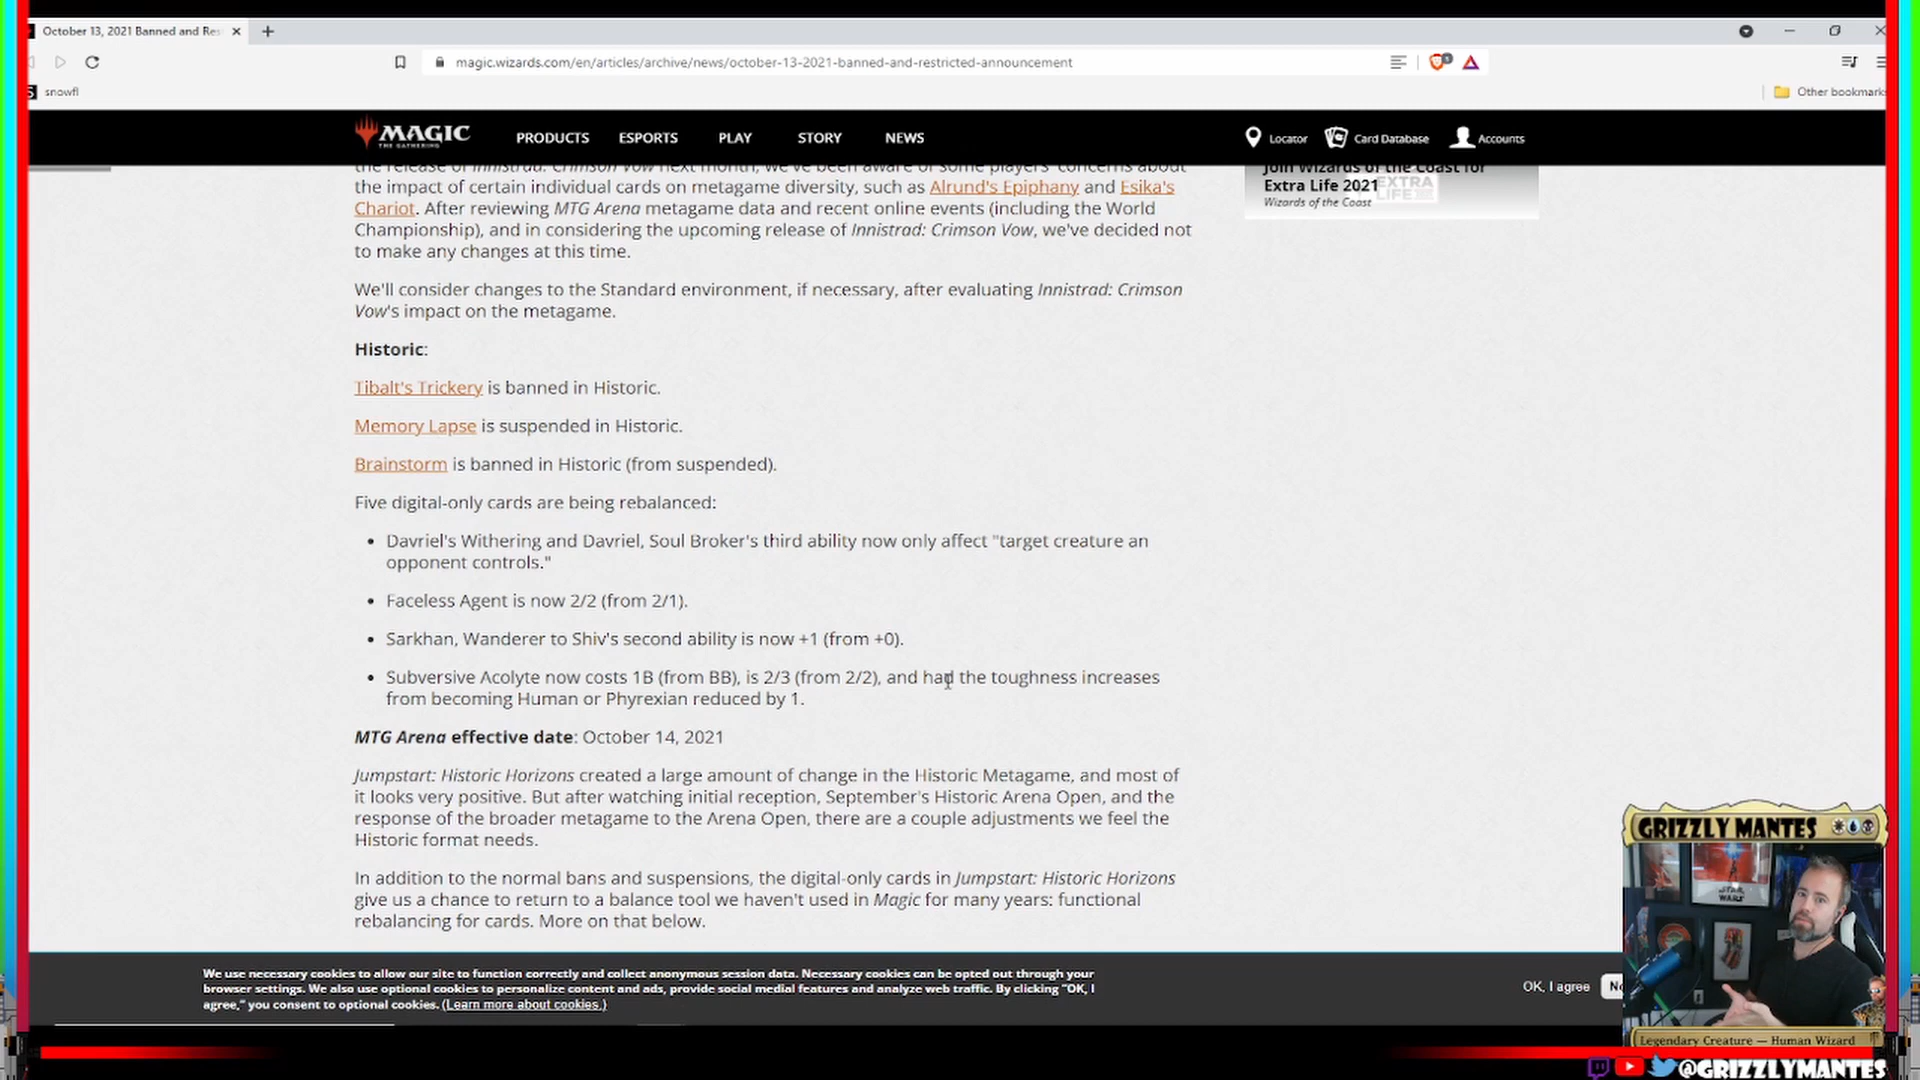 October 13, 2021 Banned and Res
magic.wizards.com/en/articles/archive/news/october-13-2021-banned-and-restricted-announcement
snowfl
Other bookmark
MAGIC
THE GATHERING
PRODUCTS ESPORTS PLAY STORY NEWS
Locator Card Database Accounts
the release of Innistrad: Crimson Vow next month, we've been aware of some players' concerns about
the impact of certain individual cards on metagame diversity, such as Alrund's Epiphany and Esika's
Chariot. After reviewing MTG Arena metagame data and recent online events (including the World
Championship), and in considering the upcoming release of Innistrad: Crimson Vow, we've decided not
to make any changes at this time.
We'll consider changes to the Standard environment, if necessary, after evaluating Innistrad: Crimson
Vow's impact on the metagame.
Historic:
Tibalt's Trickery is banned in Historic.
Memory Lapse is suspended in Historic.
Brainstorm is banned in Historic (from suspended).
Five digital-only cards are being rebalanced:
• Davriel's Withering and Davriel, Soul Broker's third ability now only affect "target creature an
opponent controls."
• Faceless Agent is now 2/2 (from 2/1).
• Sarkhan, Wanderer to Shiv's second ability is now +1 (from +0).
• Subversive Acolyte now costs 1B (from BB), is 2/3 (from 2/2), and had the toughness increases
from becoming Human or Phyrexian reduced by 1.
MTG Arena effective date: October 14, 2021
Jumpstart: Historic Horizons created a large amount of change in the Historic Metagame, and most of
it looks very positive. But after watching initial reception, September's Historic Arena Open, and the
response of the broader metagame to the Arena Open, there are a couple adjustments we feel the
Historic format needs.
In addition to the normal bans and suspensions, the digital-only cards in Jumpstart: Historic Horizons
give us a chance to return to a balance tool we haven't used in Magic for many years: functional
rebalancing for cards. More on that below.
Join Wizards of the Coast for
Extra Life 2021
EXTRA
LIFE
Wizards of the Coast
We use necessary cookies to allow our site to function correctly and collect anonymous session data. Necessary cookies can be opted out through your
browser settings. We also use optional cookies to personalize content and ads, provide social medial features and analyze web traffic. By clicking "OK, I
agree," you consent to optional cookies. (Learn more about cookies.)
OK, I agree
No
GRIZZLY MANTES
STAR
WARS
Legendary Creature — Human Wizard
@GRIZZLYMANTES